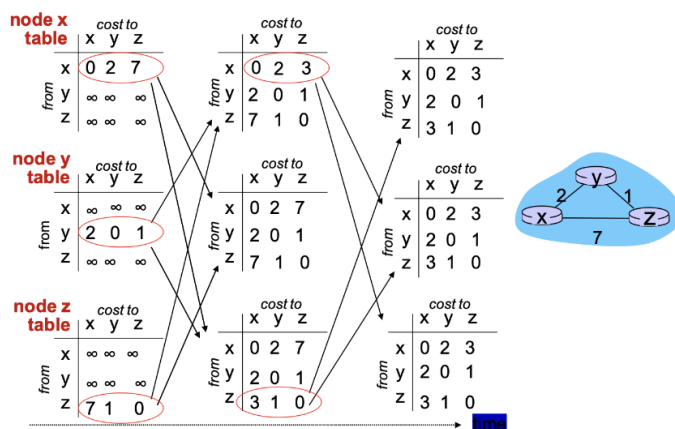 node x table
cost to
x y z
from
x 0 2 7
y ∞ ∞ ∞
z ∞ ∞ ∞
cost to
x y z
from
x 0 2 3
y 2 0 1
z 7 1 0
cost to
x y z
from
x 0 2 3
y 2 0 1
z 3 1 0
node y table
cost to
x y z
from
x ∞ ∞ ∞
y 2 0 1
z ∞ ∞ ∞
cost to
x y z
from
x 0 2 7
y 2 0 1
z 7 1 0
cost to
x y z
from
x 0 2 3
y 2 0 1
z 3 1 0
node z table
cost to
x y z
from
x ∞ ∞ ∞
y ∞ ∞ ∞
z 7 1 0
cost to
x y z
from
x 0 2 7
y 2 0 1
z 3 1 0
cost to
x y z
from
x 0 2 3
y 2 0 1
z 3 1 0
time
y
2 1
x z
7